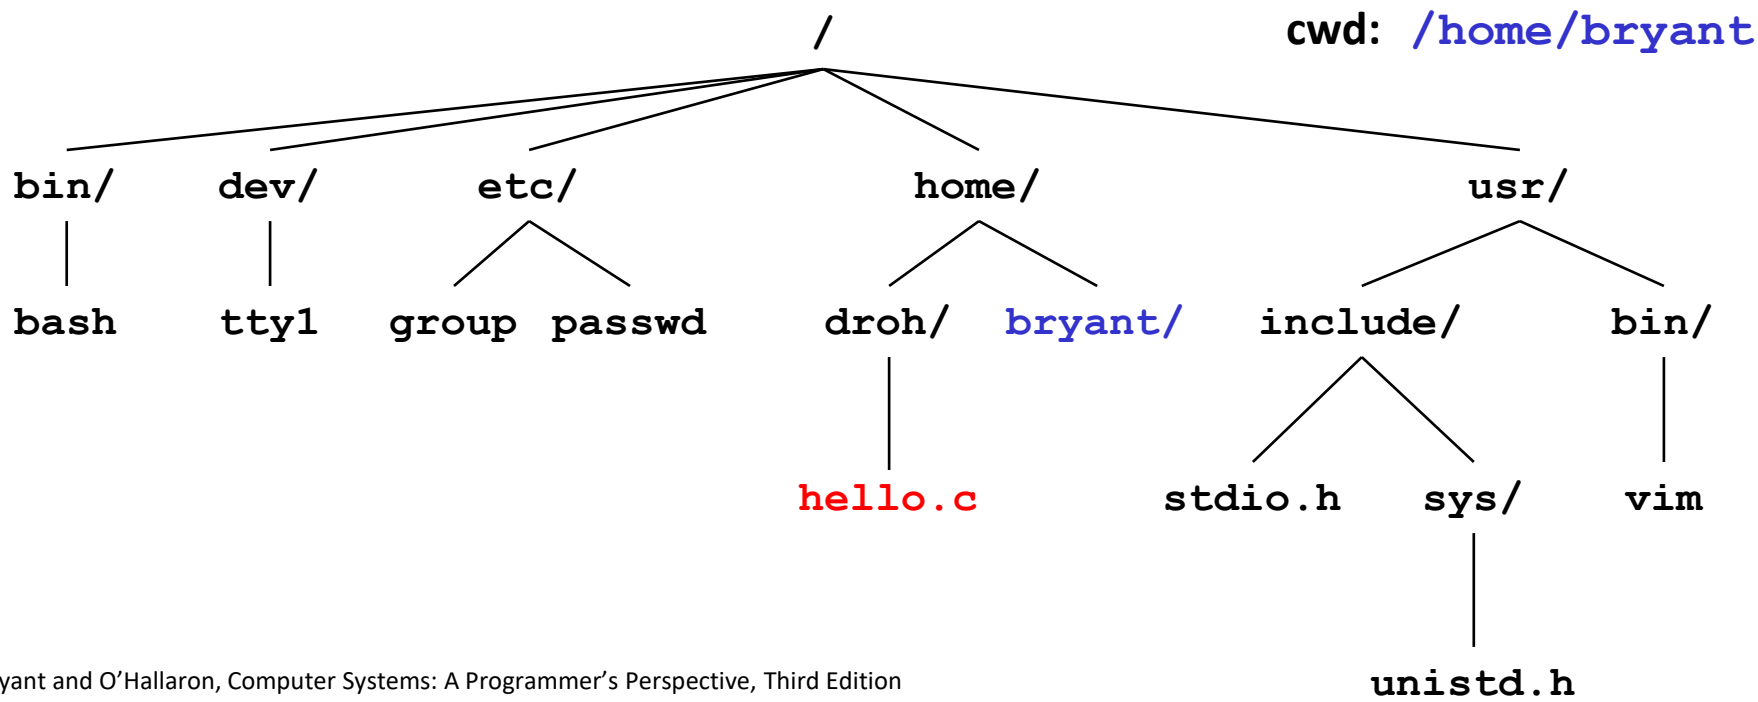 /
cwd: /home/bryant
bin/ dev/ etc/ home/ usr/
bash tty1 group passwd droh/ bryant/ include/ bin/
hello.c stdio.h sys/ vim
unistd.h
and O’Hallaron, Computer Systems: A Programmer’s Perspective, Third Edition